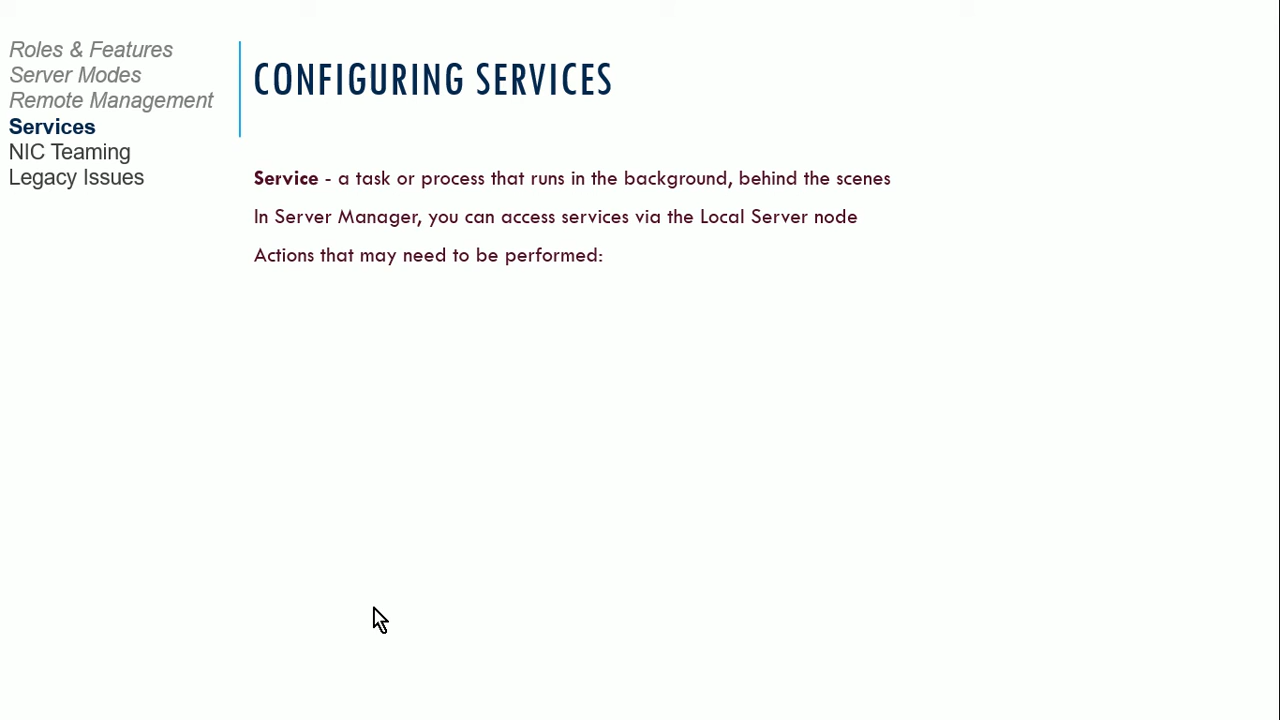 Roles & Features
Server Modes
Remote Management
Services
NIC Teaming
Legacy Issues
CONFIGURING SERVICES
Service - a task or process that runs in the background, behind the scenes
In Server Manager, you can access services via the Local Server node
Actions that may need to be performed: